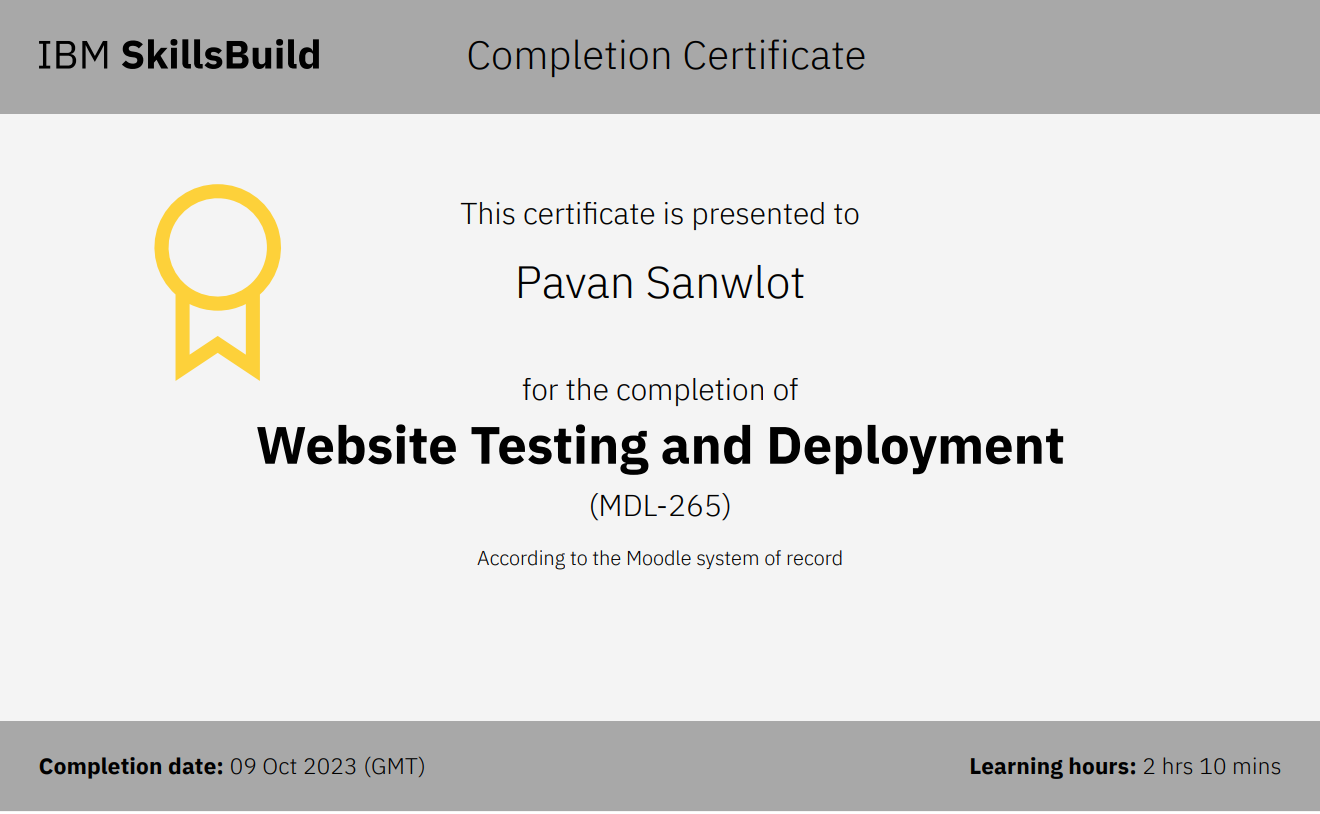 IBM SkillsBuild
Completion Certificate
This certificate is presented to
Pavan Sanwlot
for the completion of
Website Testing and Deployment
(MDL-265)
According to the Moodle system of record
Completion date: 09 Oct 2023 (GMT)
Learning hours: 2 hrs 10 mins